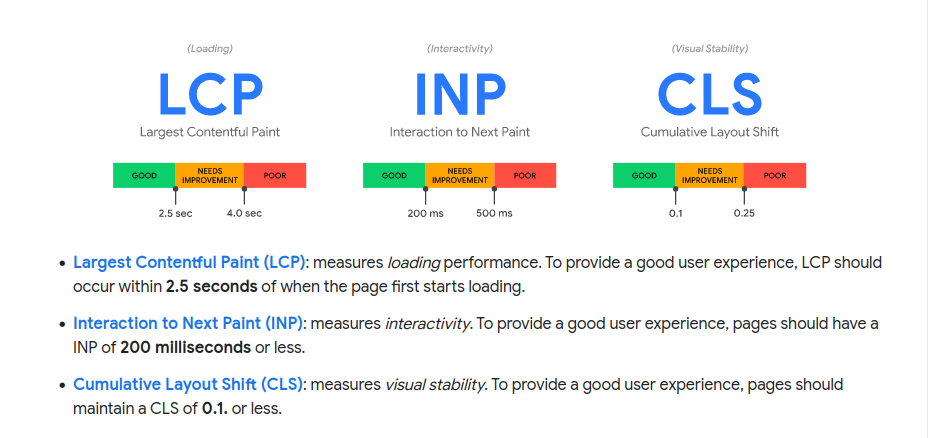 (Loading)
LCP
Largest Contentful Paint
GOOD
NEEDS
IMPROVEMENT
POOR
2.5 sec
4.0 sec
(Interactivity)
INP
Interaction to Next Paint
GOOD
NEEDS
IMPROVEMENT
POOR
200 ms
500 ms
(Visual Stability)
CLS
Cumulative Layout Shift
GOOD
NEEDS
IMPROVEMENT
POOR
0.1
0.25
• Largest Contentful Paint (LCP): measures loading performance. To provide a good user experience, LCP should
occur within 2.5 seconds of when the page first starts loading.
• Interaction to Next Paint (INP): measures interactivity. To provide a good user experience, pages should have a
INP of 200 milliseconds or less.
• Cumulative Layout Shift (CLS): measures visual stability. To provide a good user experience, pages should
maintain a CLS of 0.1. or less.